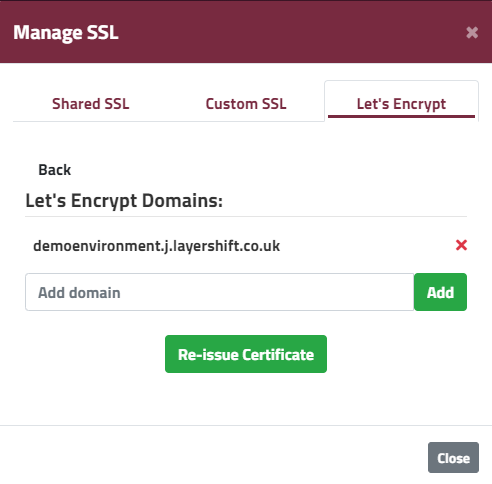 Manage SSL ×
Shared SSL Custom SSL Let's Encrypt
Back
Let's Encrypt Domains:
demoenvironment.j.layershift.co.uk
Add domain Add
Re-issue Certificate
Close